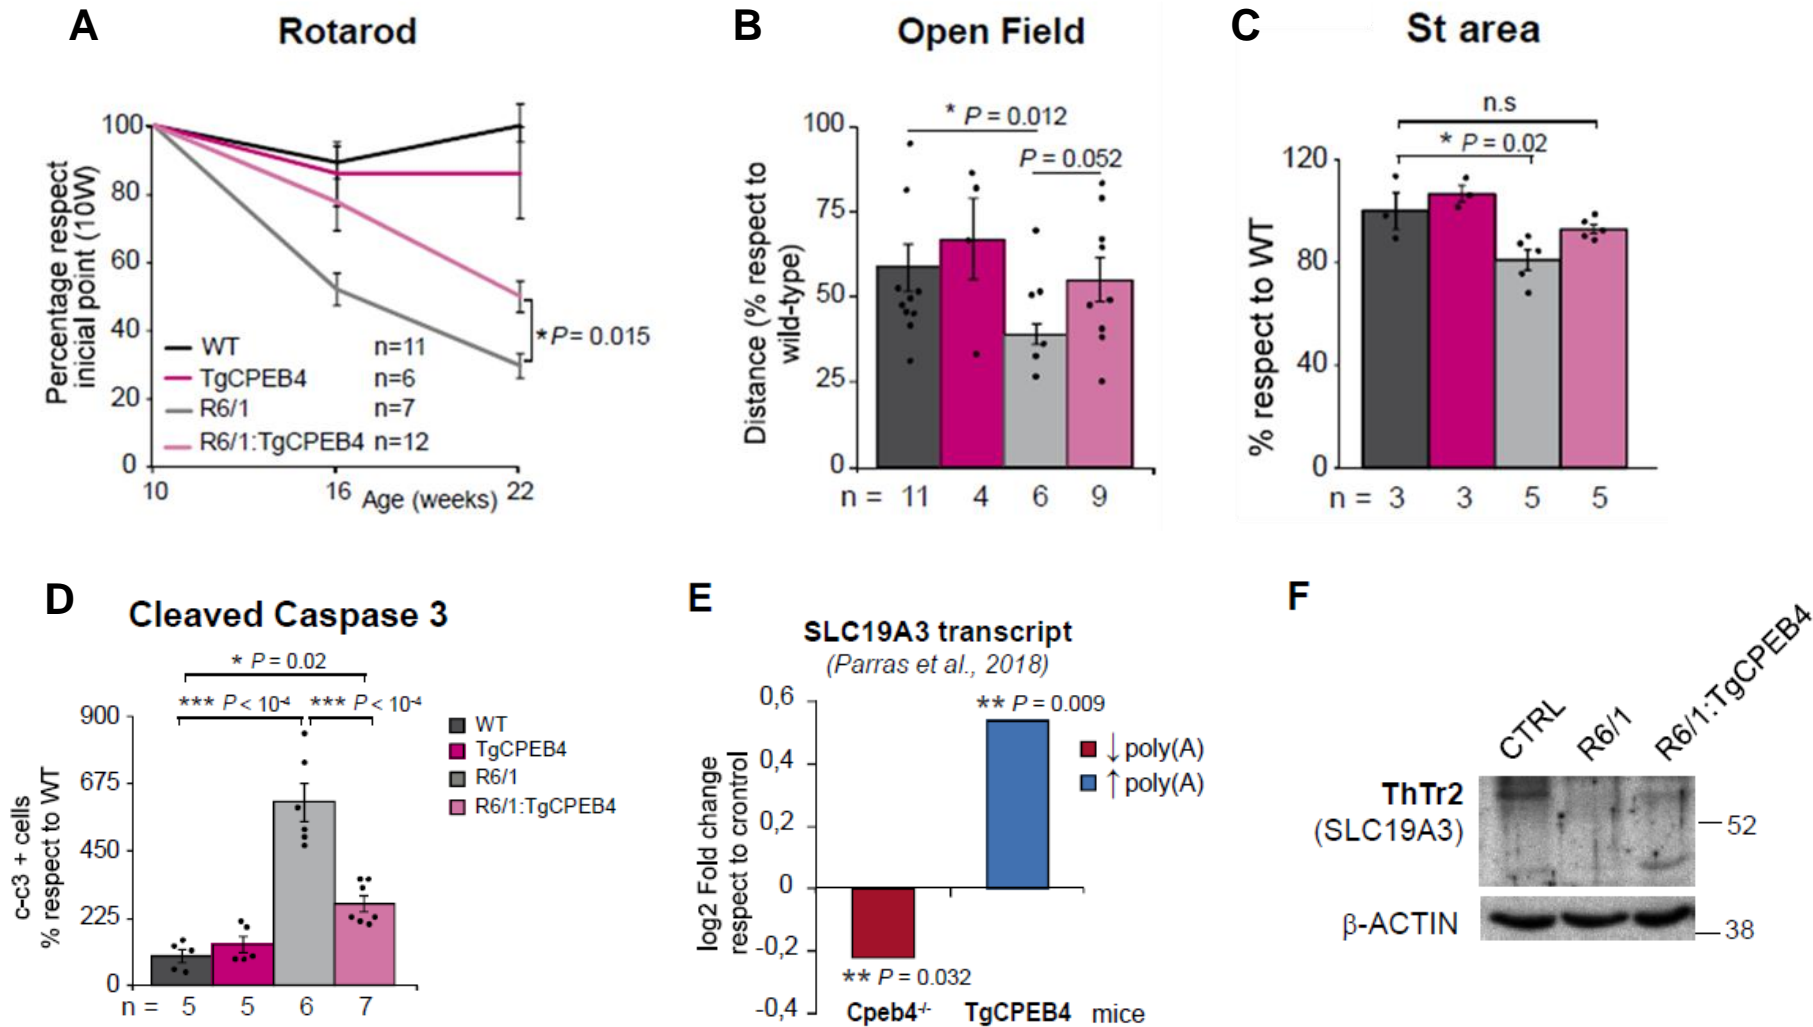 A
Rotarod
Percentage respect
inicial point (10W)
100
80
60
40
20
0
10
16
22
Age (weeks)
WT n=11
TgCPEB4 n=6
R6/1 n=7
R6/1:TgCPEB4 n=12
* P = 0.015
B
Open Field
Distance (% respect to
wild-type)
100
75
50
25
0
* P = 0.012
P = 0.052
n = 11 4 6 9
C
St area
% respect to WT
120
80
40
0
n.s
* P = 0.02
n = 3 3 5 5
D
Cleaved Caspase 3
c-c3 + cells
% respect to WT
900
675
450
225
0
* P = 0.02
*** P < 10-4 *** P < 10-4
WT
TgCPEB4
R6/1
R6/1:TgCPEB4
n = 5 5 6 7
E
SLC19A3 transcript
(Parras et al., 2018)
log2 Fold change
respect to crontrol
0,6
0,4
0,2
0
-0,2
-0,4
** P = 0.009
↓ poly(A)
↑ poly(A)
** P = 0.032
Cpeb4-/- TgCPEB4 mice
F
CTRL
R6/1
R6/1:TgCPEB4
ThTr2
(SLC19A3)
52
β-ACTIN
38